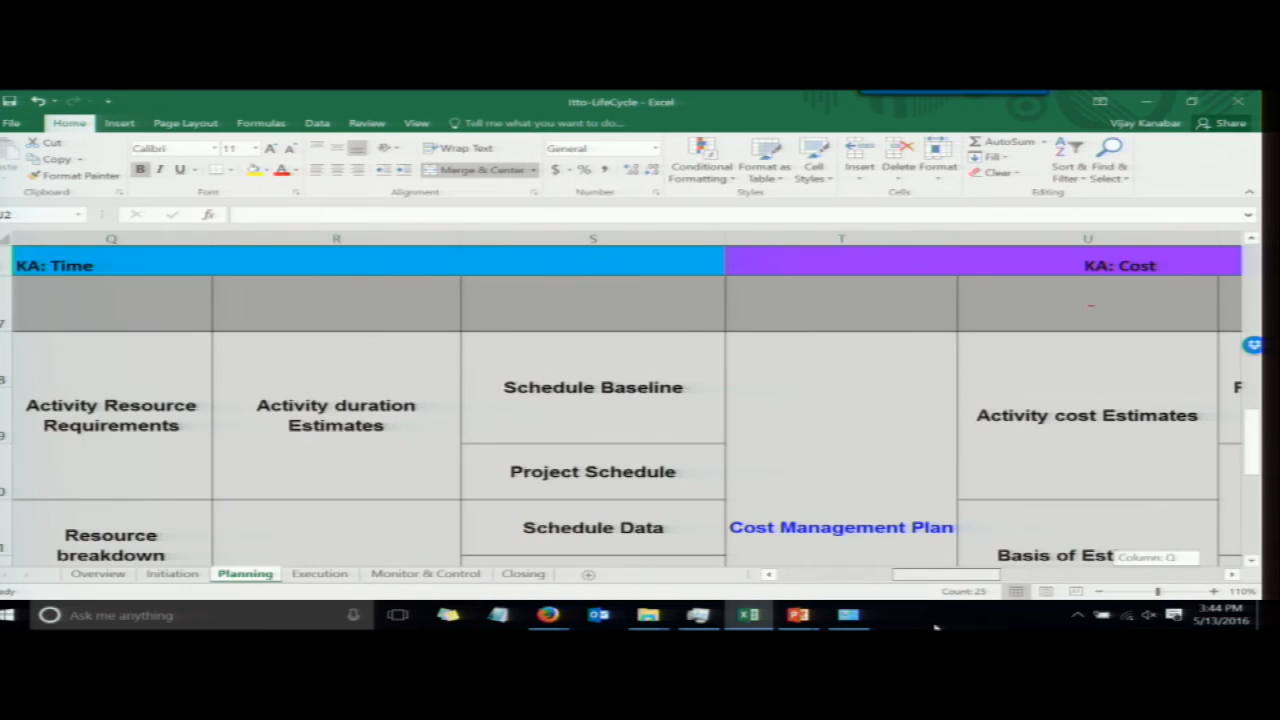 Itto-LifeCycle - Excel
Vijay Kanabar Share
File Home Insert Page Layout Formulas Data Review View Tell me what you want to do...
Cut
Copy
Format Painter
Clipboard
Calibri 11
B I U
Font
Wrap Text
Merge & Center
Alignment
General
$ % ,
Number
Conditional Formatting
Format as Table
Cell Styles
Styles
Insert Delete Format
Cells
AutoSum
Fill
Clear
Sort & Filter
Find & Select
Editing
fx
Q R S T U
KA: Time KA: Cost
Activity Resource
Requirements
Activity duration
Estimates
Schedule Baseline
Activity cost Estimates
Project Schedule
Resource
breakdown
Schedule Data
Cost Management Plan
Basis of Est
Column: Q
Overview Initiation Planning Execution Monitor & Control Closing
Count: 25 110%
Ask me anything
3:44 PM
5/13/2016